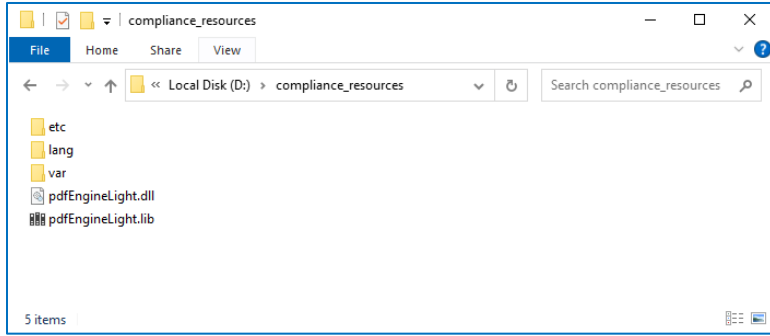 compliance_resources
File Home Share View
« Local Disk (D:) › compliance_resources Search compliance_resources
etc
lang
var
pdfEngineLight.dll
pdfEngineLight.lib
5 items